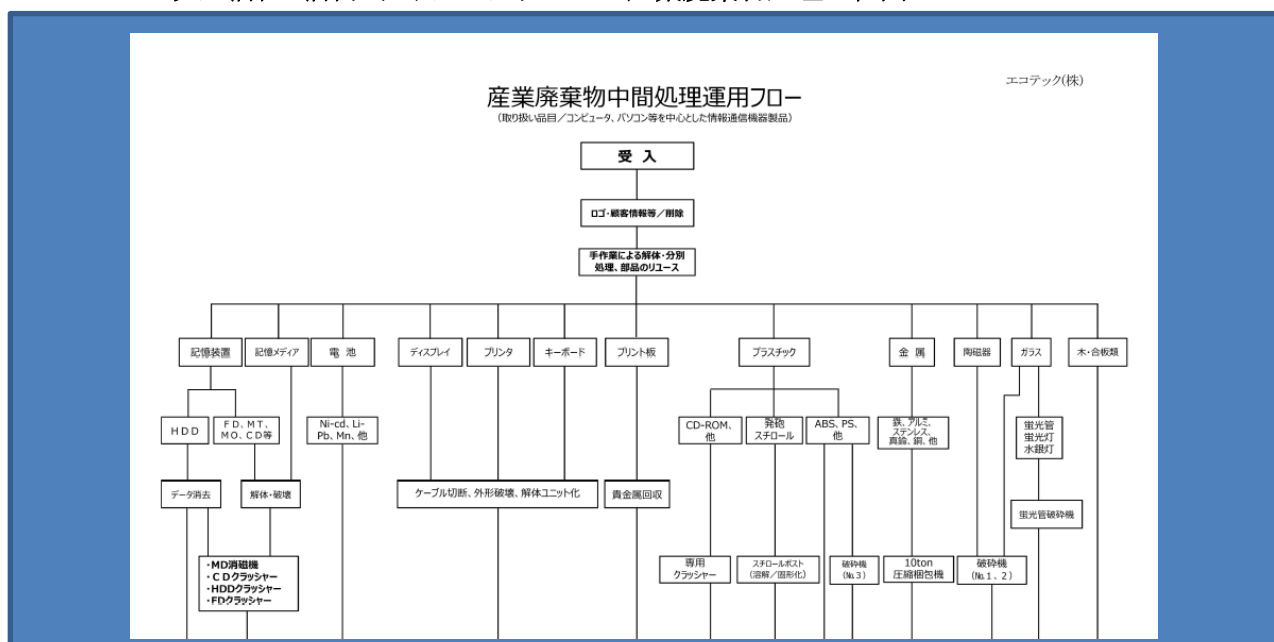 エコテック(株)
産業廃棄物中間処理運用フロー
(取り扱い品目／コンピュータ、パソコン等を中心とした情報通信機器製品)
受 入
ロゴ・顧客情報等／削除
手作業による解体・分別
処理、部品のリユース
記憶装置
記憶メディア
電 池
ディスプレイ
プリンタ
キーボード
プリント板
プラスチック
金 属
陶磁器
ガラス
木・合板類
HDD
FD、MT、
MO、CD等
Ni-cd、Li-
Pb、Mn、他
CD-ROM、
他
発砲
スチロール
ABS、PS、
他
鉄、アルミ、
ステンレス、
真鍮、銅、他
蛍光管
蛍光灯
水銀灯
データ消去
解体・破壊
ケーブル切断、外形破壊、解体ユニット化
貴金属回収
蛍光管破砕機
・MD消磁機
・CDクラッシャー
・HDDクラッシャー
・FDクラッシャー
専用
クラッシャー
スチロールポスト
(溶解／固形化)
破砕機
(№3)
10ton
圧縮梱包機
破砕機
(№1、2)